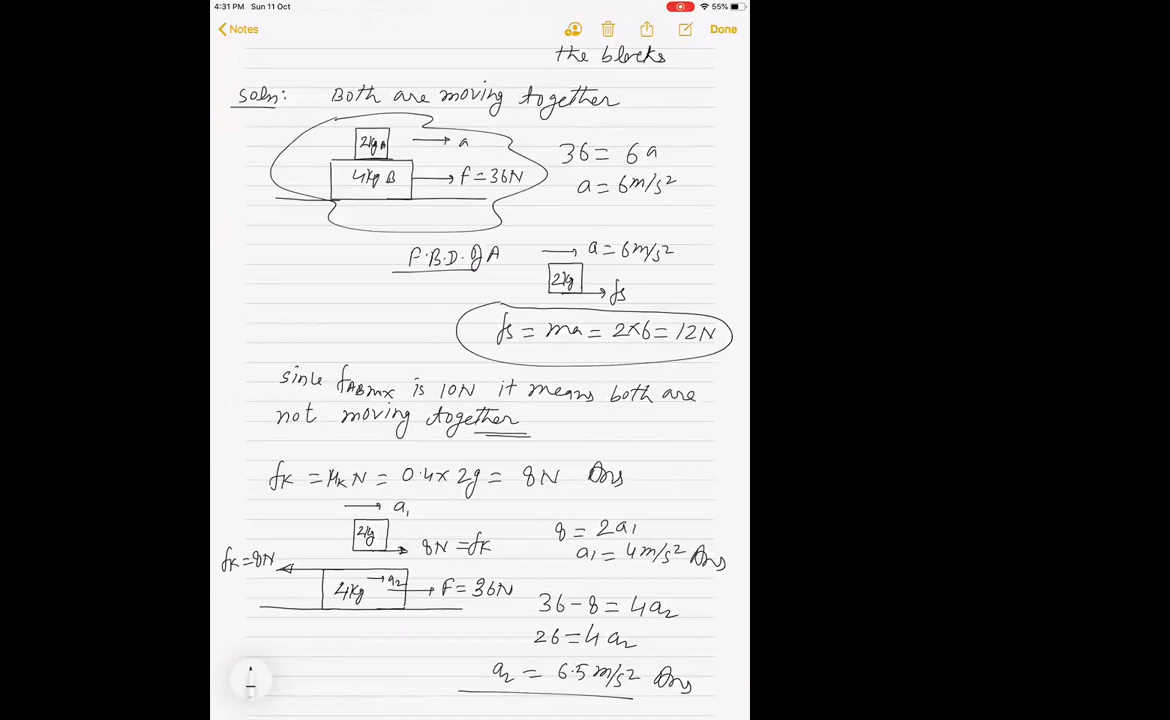 4:31 PM Sun 11 Oct
55%
Notes
Done
the blocks
Soln: Both are moving together
2kg A
a
4kg B
f = 36N
36 = 6a
a = 6m/s²
F.B.D. of A
a = 6m/s²
2kg
fs
fs = ma = 2×6 = 12N
since fABmx is 10N it means both are
not moving together
fK = μK N = 0.4× 2g = 8N Ans
a1
2kg
8N = fK
8 = 2a1
a1 = 4m/s² Ans
fK = 8N
4kg
a2
F = 36N
36 - 8 = 4a2
26 = 4a2
a2 = 6.5 m/s² Ans